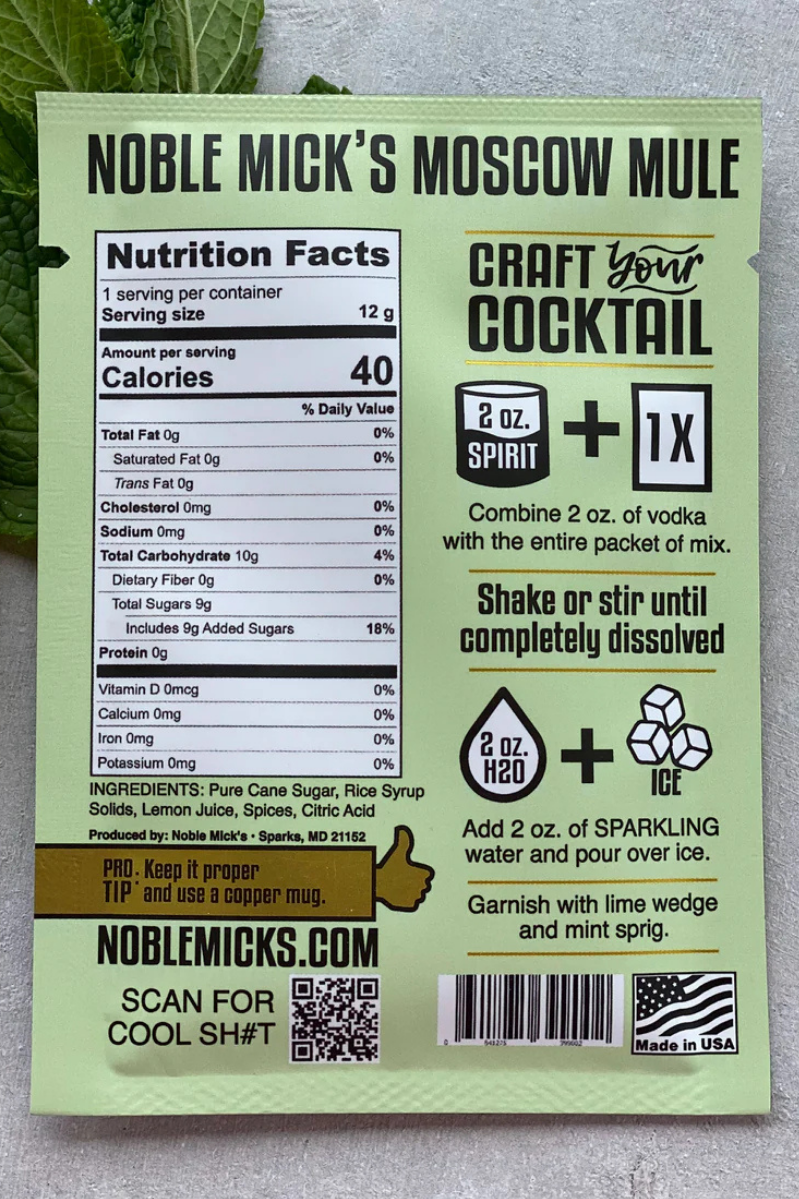 NOBLE MICK'S MOSCOW MULE
Nutrition Facts
1 serving per container
Serving size 12 g
Amount per serving
Calories 40
% Daily Value
Total Fat 0g 0%
Saturated Fat 0g 0%
Trans Fat 0g
Cholesterol 0mg 0%
Sodium 0mg 0%
Total Carbohydrate 10g 4%
Dietary Fiber 0g 0%
Total Sugars 9g
Includes 9g Added Sugars 18%
Protein 0g
Vitamin D 0mcg 0%
Calcium 0mg 0%
Iron 0mg 0%
Potassium 0mg 0%
INGREDIENTS: Pure Cane Sugar, Rice Syrup
Solids, Lemon Juice, Spices, Citric Acid
Produced by: Noble Mick's • Sparks, MD 21152
PRO TIP: Keep it proper
and use a copper mug.
NOBLEMICKS.COM
SCAN FOR
COOL SH#T
CRAFT your
COCKTAIL
2 oz.
SPIRIT
+
1X
Combine 2 oz. of vodka
with the entire packet of mix.
Shake or stir until
completely dissolved
2 oz.
H20
+
ICE
Add 2 oz. of SPARKLING
water and pour over ice.
Garnish with lime wedge
and mint sprig.
Made in USA